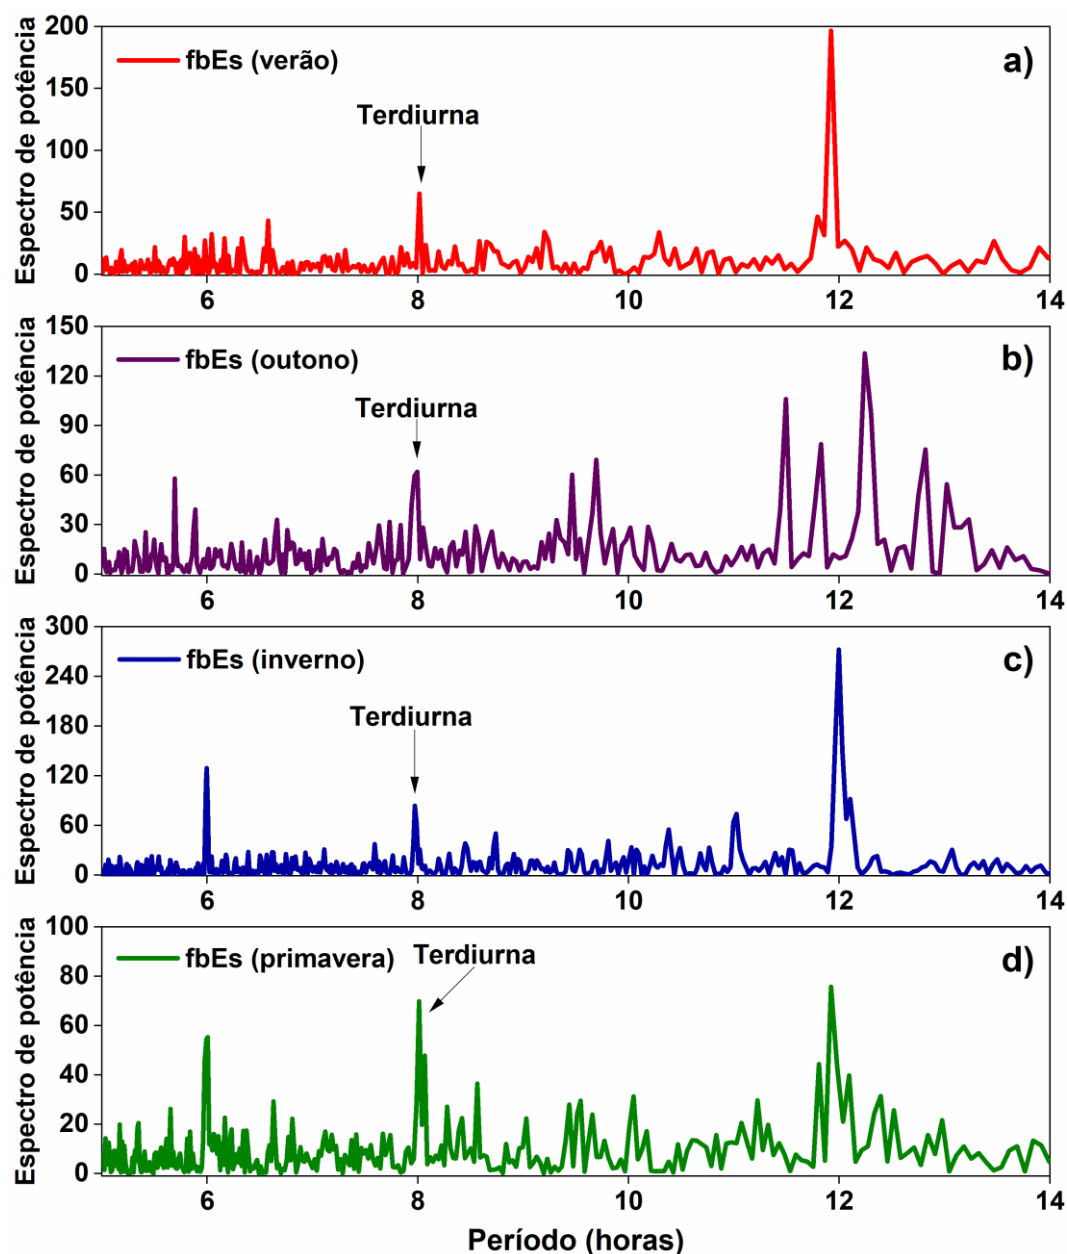 Espectro de potência
200
150
100
50
0
fbEs (verão)
a)
Terdiurna
6 8 10 12 14
Espectro de potência
150
120
90
60
30
0
fbEs (outono)
b)
Terdiurna
6 8 10 12 14
Espectro de potência
300
240
180
120
60
0
fbEs (inverno)
c)
Terdiurna
6 8 10 12 14
Espectro de potência
100
80
60
40
20
0
fbEs (primavera)
Terdiurna
d)
6 8 10 12 14
Período (horas)